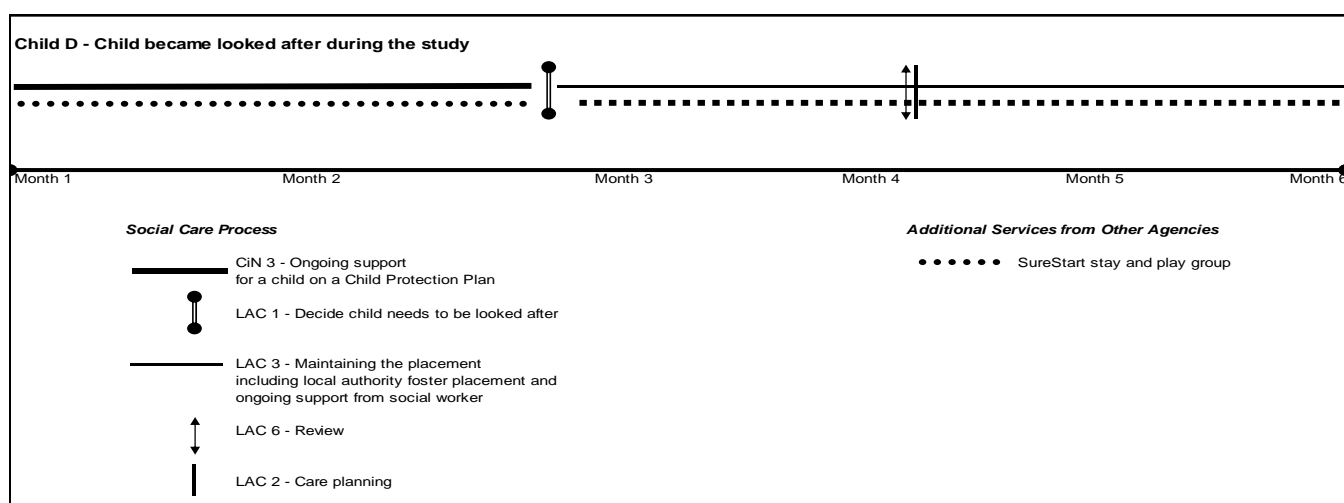 Child D - Child became looked after during the study
Month 1 Month 2 Month 3 Month 4 Month 5 Month 6
Social Care Process
CiN 3 - Ongoing support
for a child on a Child Protection Plan
LAC 1 - Decide child needs to be looked after
LAC 3 - Maintaining the placement
including local authority foster placement and
ongoing support from social worker
LAC 6 - Review
LAC 2 - Care planning
Additional Services from Other Agencies
SureStart stay and play group